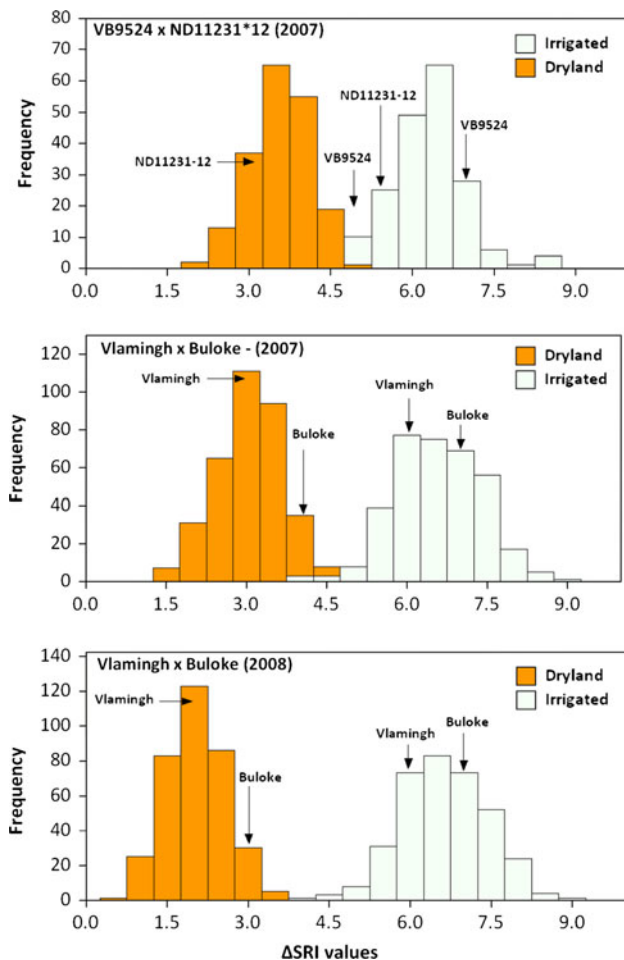 VB9524 x ND11231*12 (2007)
Irrigated
Dryland
ND11231-12
VB9524
ND11231-12
VB9524
Frequency
80
70
60
50
40
30
20
10
0
0.0 1.5 3.0 4.5 6.0 7.5 9.0
Vlamingh x Buloke - (2007)
Dryland
Irrigated
Vlamingh
Buloke
Vlamingh
Buloke
Frequency
120
100
80
60
40
20
0
0.0 1.5 3.0 4.5 6.0 7.5 9.0
Vlamingh x Buloke (2008)
Dryland
Irrigated
Vlamingh
Buloke
Vlamingh
Buloke
Frequency
140
120
100
80
60
40
20
0
0.0 1.5 3.0 4.5 6.0 7.5 9.0
ΔSRI values